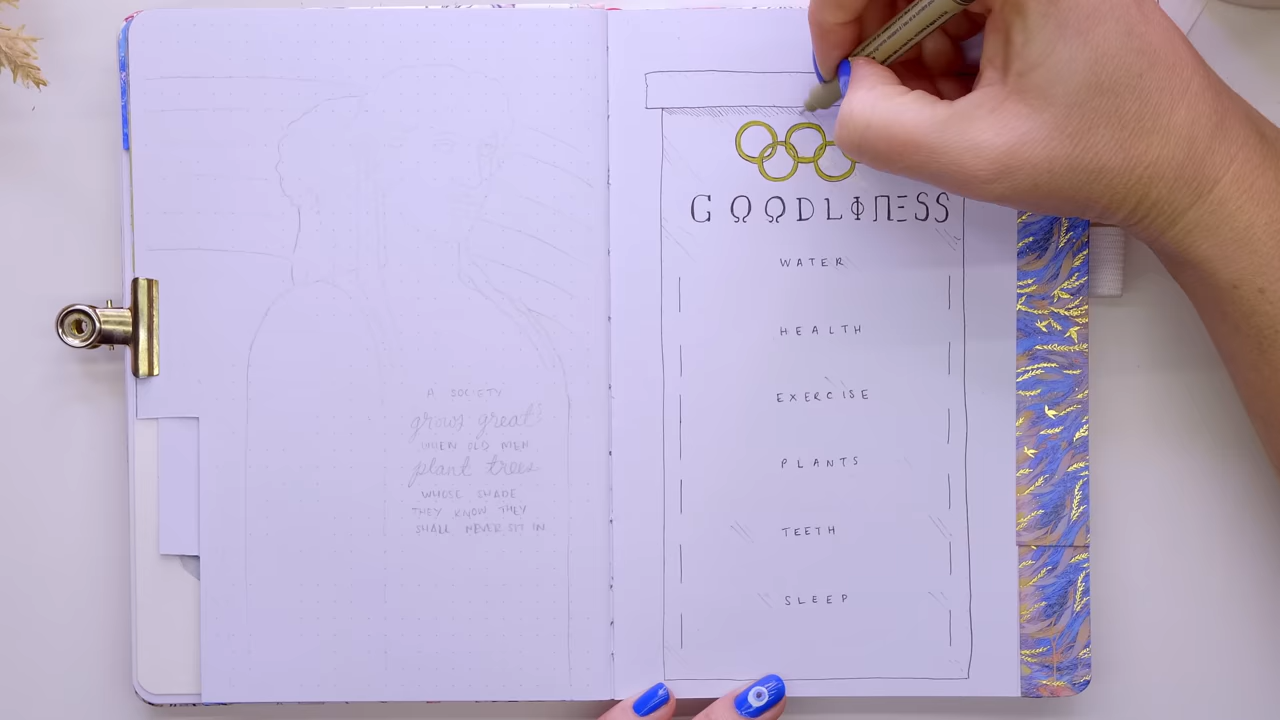 A SOCIETY
grows great
WHEN OLD MEN
plant trees
WHOSE SHADE
THEY KNOW THEY
SHALL NEVER SIT IN
GΩΩDLIΦΠΞSS
WATER
HEALTH
EXERCISE
PLANTS
TEETH
SLEEP